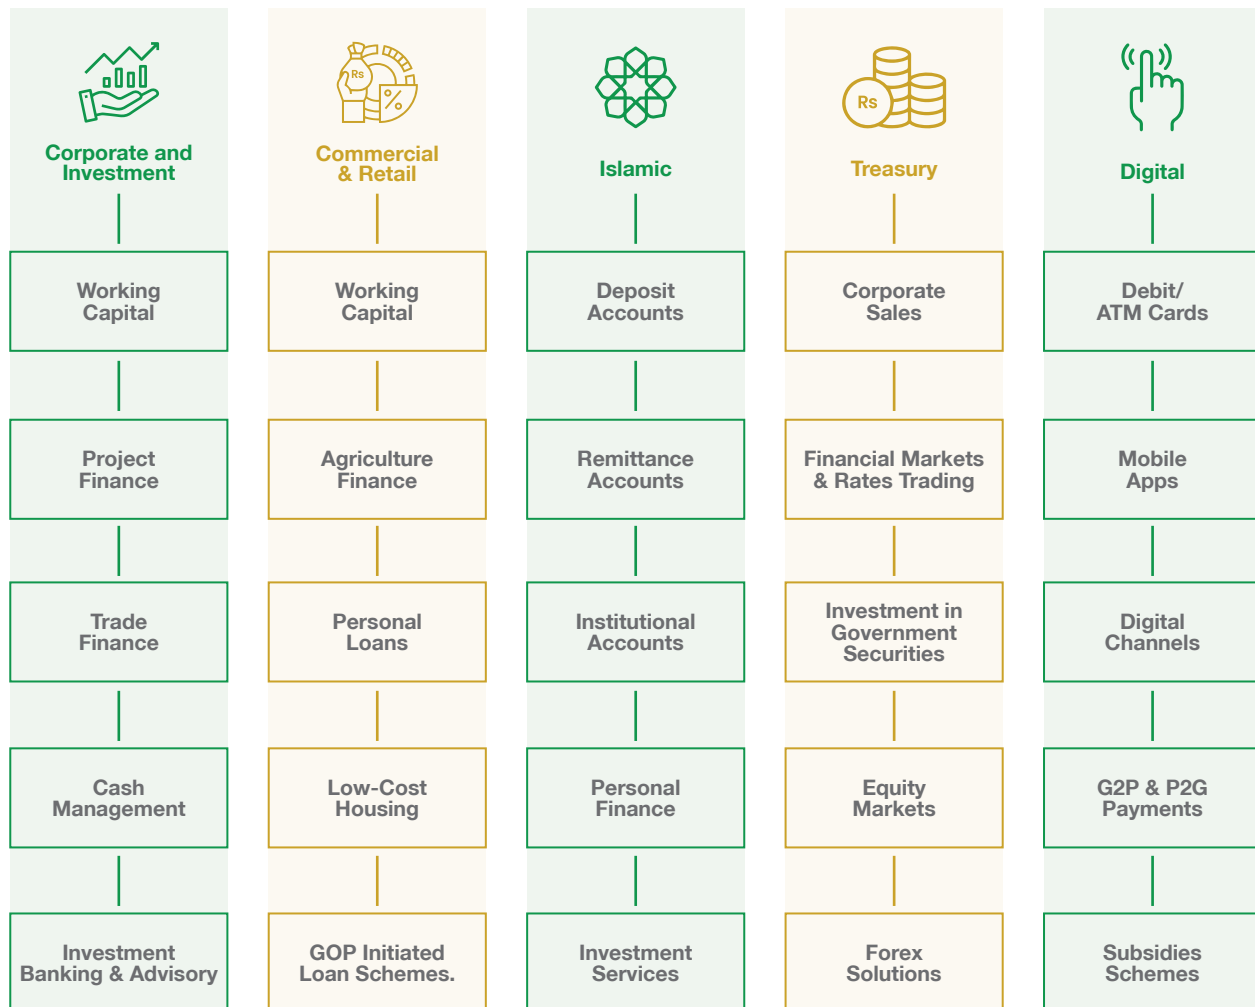 Corporate and
Investment
Working
Capital
Project
Finance
Trade
Finance
Cash
Management
Investment
Banking & Advisory
Rs
Commercial
& Retail
Working
Capital
Agriculture
Finance
Personal
Loans
Low-Cost
Housing
GOP Initiated
Loan Schemes.
Islamic
Deposit
Accounts
Remittance
Accounts
Institutional
Accounts
Personal
Finance
Investment
Services
Rs
Treasury
Corporate
Sales
Financial Markets
& Rates Trading
Investment in
Government
Securities
Equity
Markets
Forex
Solutions
Digital
Debit/
ATM Cards
Mobile
Apps
Digital
Channels
G2P & P2G
Payments
Subsidies
Schemes